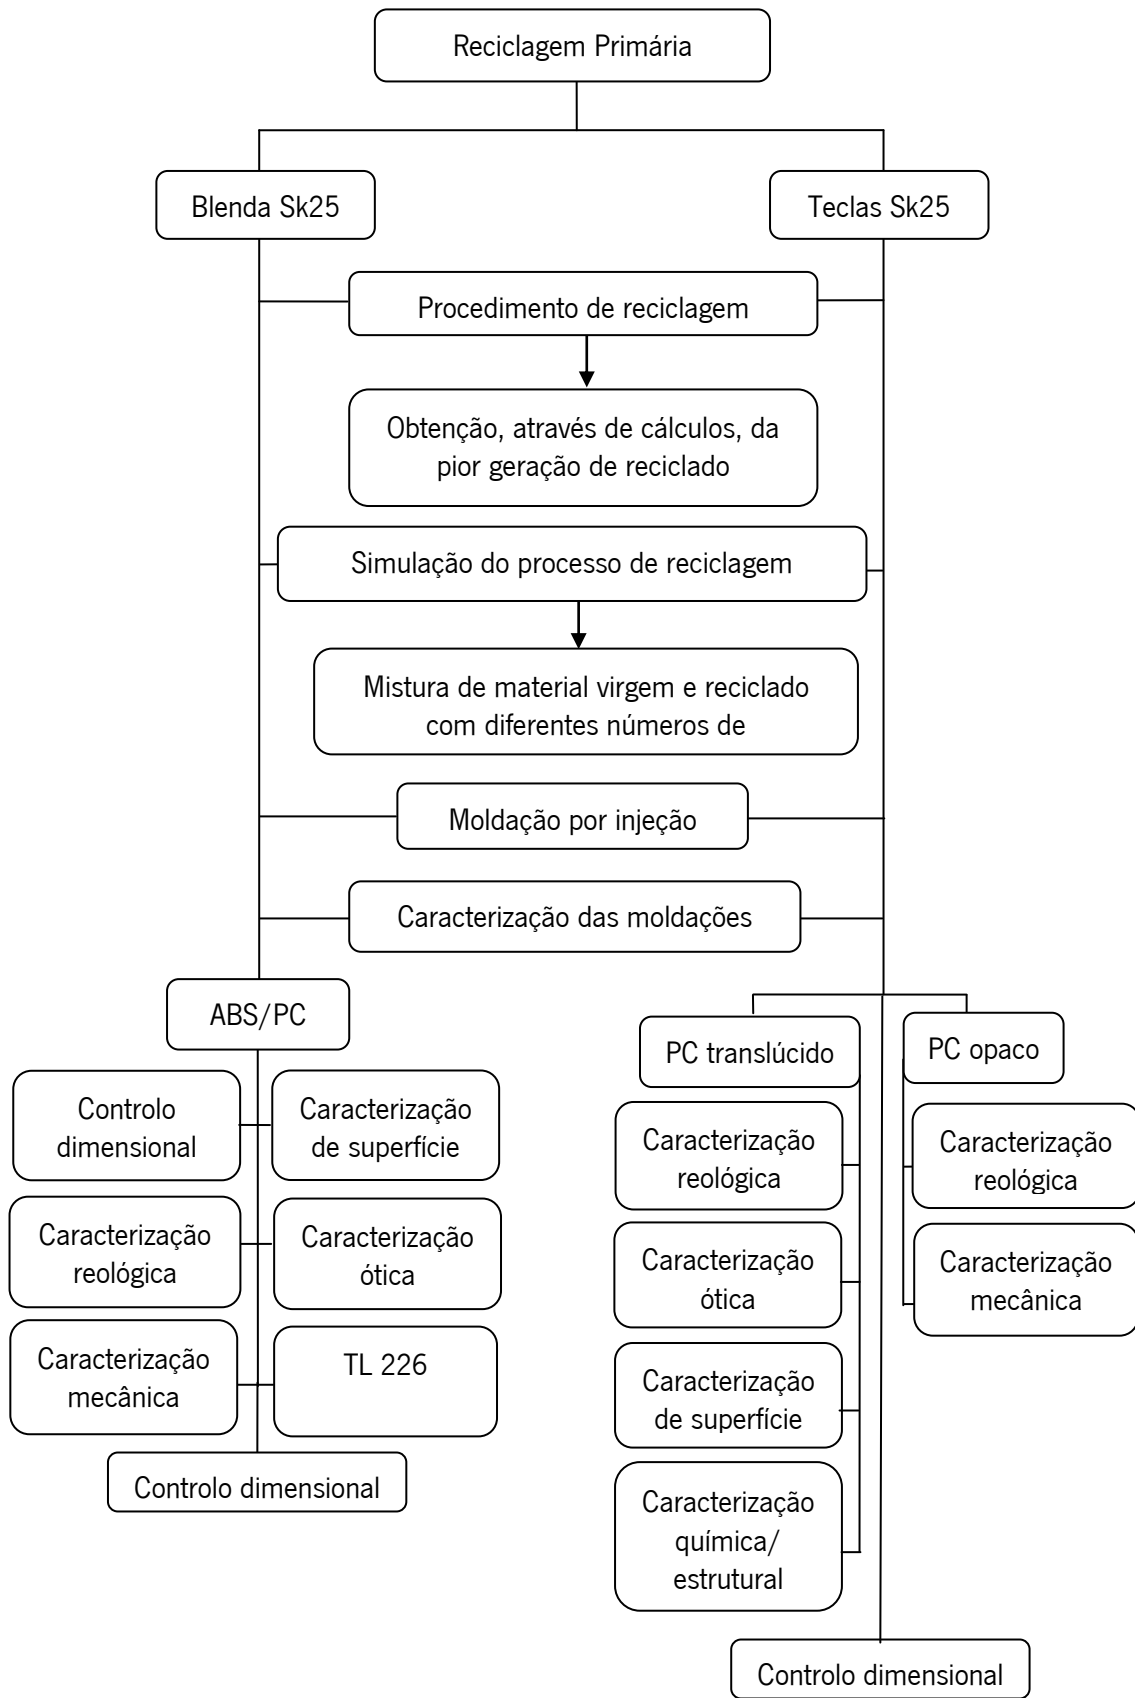 Reciclagem Primária
Blenda Sk25
Teclas Sk25
Procedimento de reciclagem
Obtenção, através de cálculos, da
pior geração de reciclado
Simulação do processo de reciclagem
Mistura de material virgem e reciclado
com diferentes números de
Moldação por injeção
Caracterização das moldações
ABS/PC
Controlo
dimensional
Caracterização
de superfície
Caracterização
reológica
Caracterização
ótica
Caracterização
mecânica
TL 226
Controlo dimensional
PC translúcido
Caracterização
reológica
Caracterização
ótica
Caracterização
de superfície
Caracterização
química/
estrutural
PC opaco
Caracterização
reológica
Caracterização
mecânica
Controlo dimensional